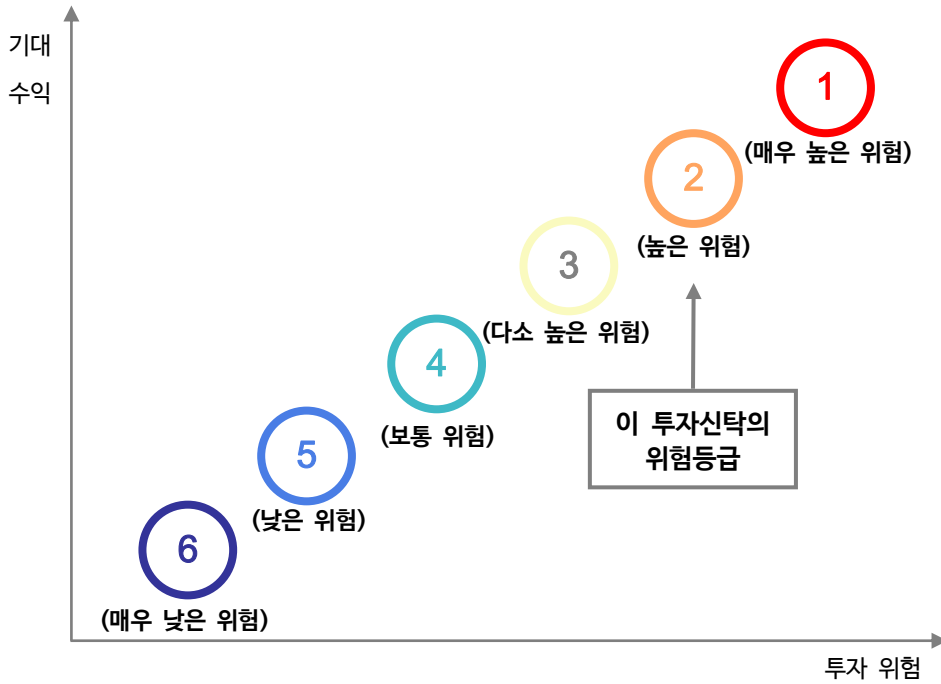 기대
수익
1
(매우 높은 위험)
2
(높은 위험)
3
(다소 높은 위험)
4
(보통 위험)
이 투자신탁의
위험등급
5
(낮은 위험)
6
(매우 낮은 위험)
투자 위험